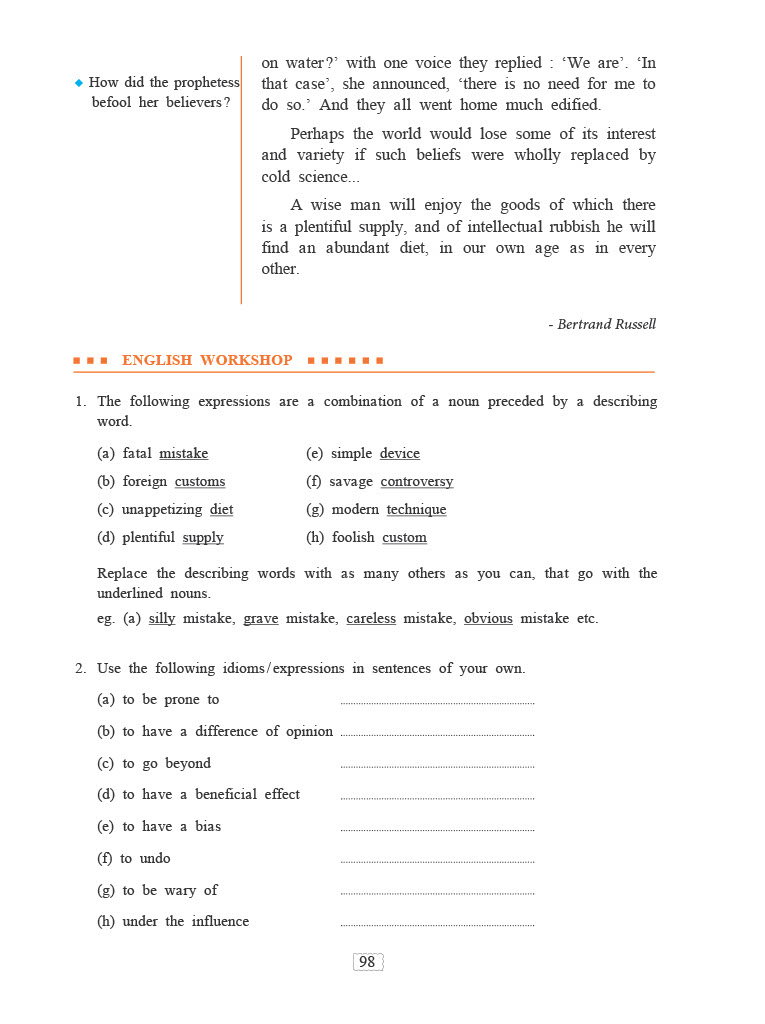 on water?’ with one voice they replied : ‘We are’. ‘In
that case’, she announced, ‘there is no need for me to
do so.’ And they all went home much edified.
◆ How did the prophetess
befool her believers?
Perhaps the world would lose some of its interest
and variety if such beliefs were wholly replaced by
cold science...
A wise man will enjoy the goods of which there
is a plentiful supply, and of intellectual rubbish he will
find an abundant diet, in our own age as in every
other.
- Bertrand Russell
ENGLISH WORKSHOP
1. The following expressions are a combination of a noun preceded by a describing
word.
(a) fatal mistake (e) simple device
(b) foreign customs (f) savage controversy
(c) unappetizing diet (g) modern technique
(d) plentiful supply (h) foolish custom
Replace the describing words with as many others as you can, that go with the
underlined nouns.
eg. (a) silly mistake, grave mistake, careless mistake, obvious mistake etc.
2. Use the following idioms/expressions in sentences of your own.
(a) to be prone to ................................................................................
(b) to have a difference of opinion ................................................................................
(c) to go beyond ................................................................................
(d) to have a beneficial effect ................................................................................
(e) to have a bias ................................................................................
(f) to undo ................................................................................
(g) to be wary of ................................................................................
(h) under the influence ................................................................................
98